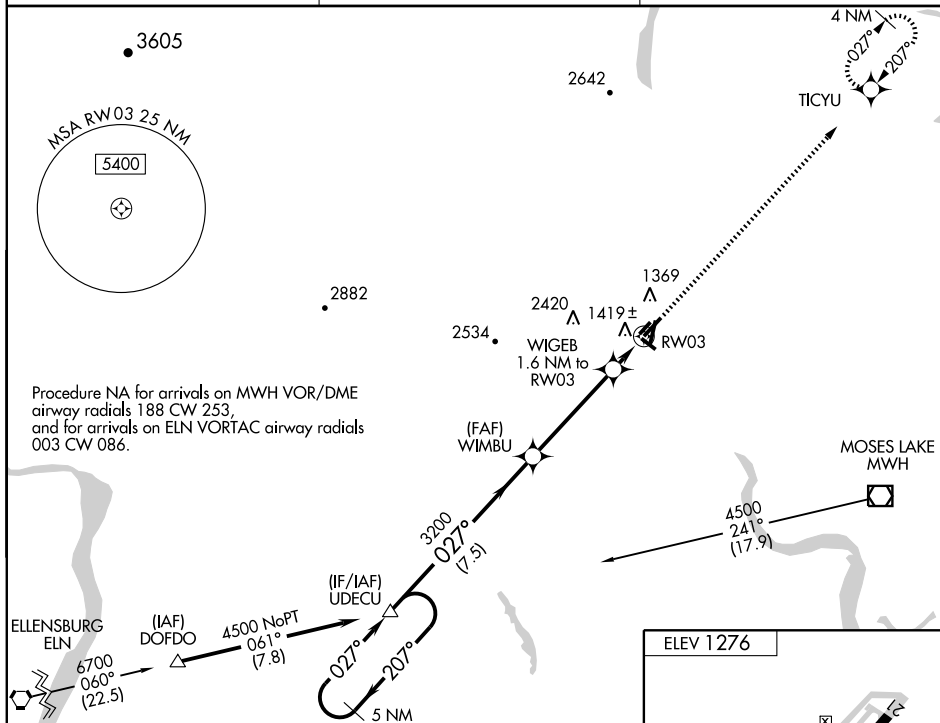 3605
MSA RW03 25 NM
5400
2642
4 NM
027°
207°
TICYU
2882
2534
2420
1419±
1369
WIGEB
1.6 NM to
RW03
RW03
Procedure NA for arrivals on MWH VOR/DME
airway radials 188 CW 253,
and for arrivals on ELN VORTAC airway radials
003 CW 086.
(FAF)
WIMBU
MOSES LAKE
MWH
4500
241°
(17.9)
3200
027°
(7.5)
(IF/IAF)
UDECU
ELLENSBURG
ELN
(IAF)
DOFDO
4500 NoPT
061°
(7.8)
6700
060°
(22.5)
027°
207°
5 NM
ELEV 1276
X
21